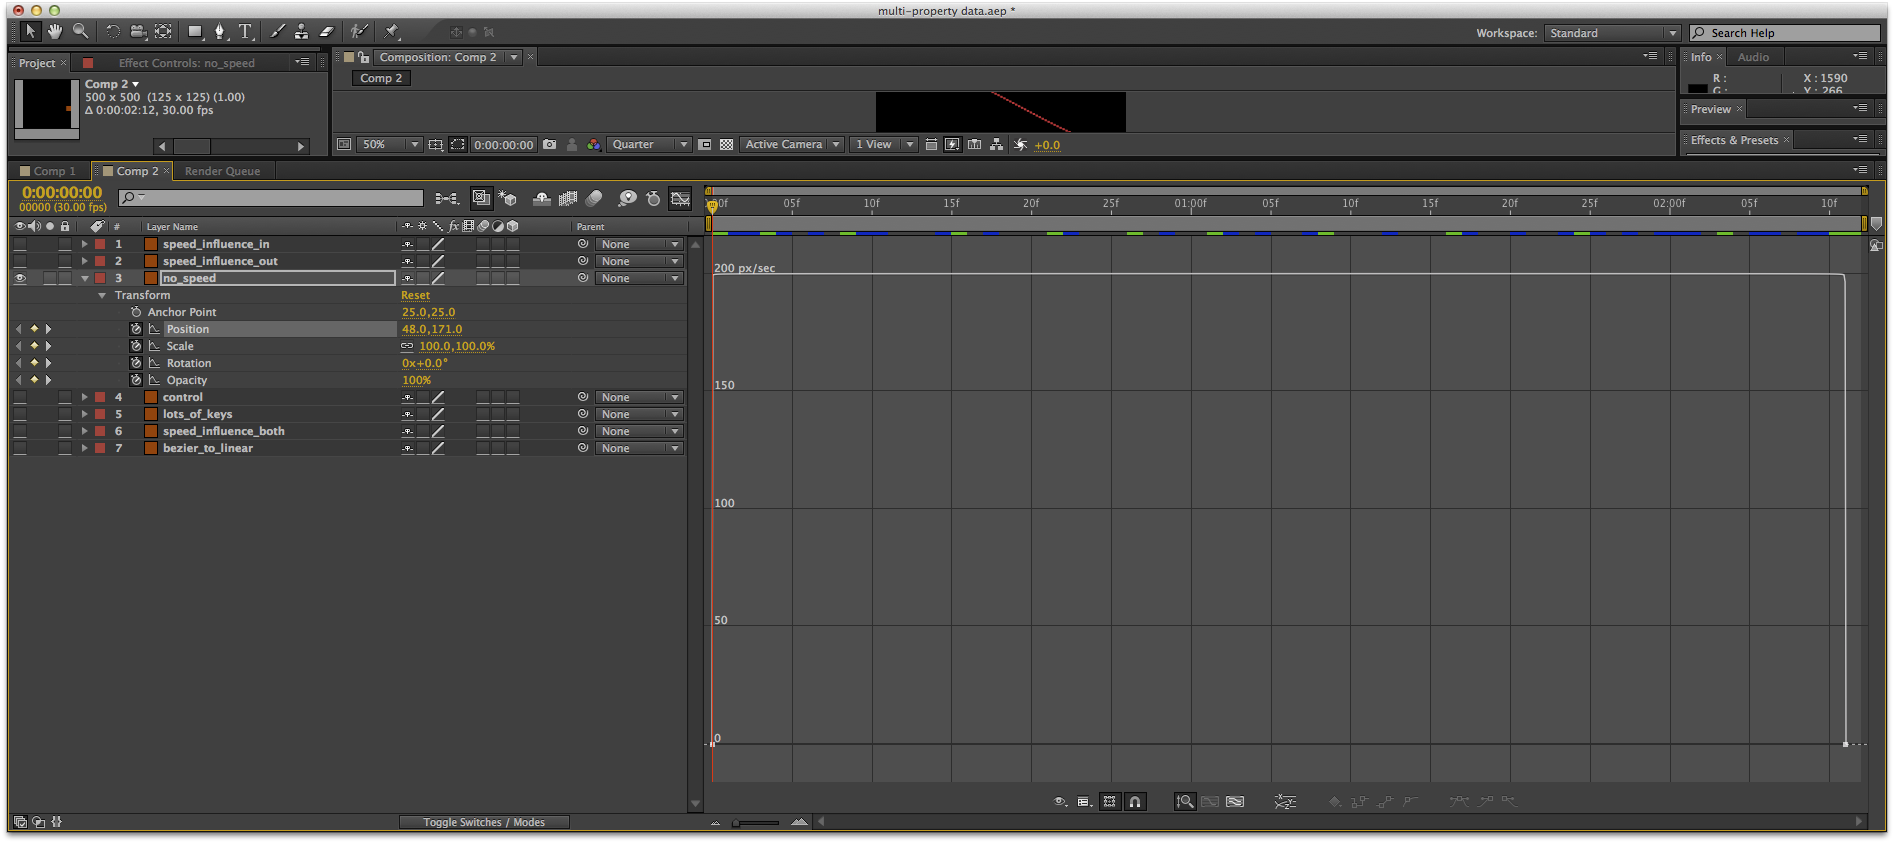 multi-property data.aep *
Workspace: Standard
Search Help
Project
Effect Controls: no_speed
Composition: Comp 2
Info
Audio
Comp 2
500 x 500 (125 x 125) (1.00)
Δ 0:00:02:12, 30.00 fps
Comp 2
R :
G :
X : 1590
Y : 266
Preview
50%
0:00:00:00
Quarter
Active Camera
1 View
+0.0
Effects & Presets
Comp 1
Comp 2
Render Queue
0:00:00:00
00000 (30.00 fps)
05f 10f 15f 20f 25f 01:00f 05f 10f 15f 20f 25f 02:00f 05f 10f
# Layer Name fx Parent
1 speed_influence_in None
2 speed_influence_out None
3 no_speed None
Transform Reset
Anchor Point 25.0,25.0
Position 48.0,171.0
Scale 100.0,100.0%
Rotation 0x+0.0°
Opacity 100%
4 control None
5 lots_of_keys None
6 speed_influence_both None
7 bezier_to_linear None
200 px/sec
150
100
50
0
Toggle Switches / Modes